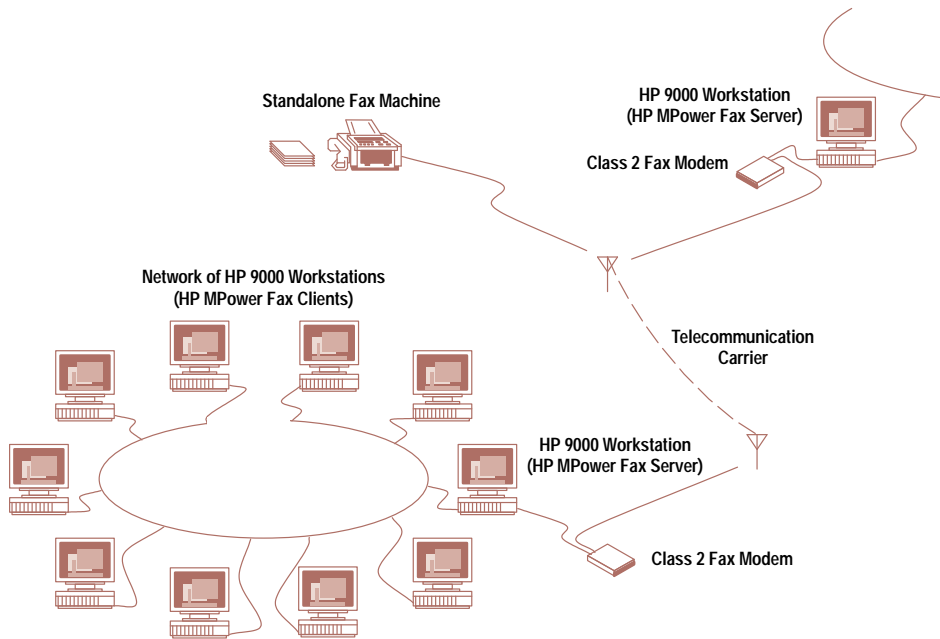 Standalone Fax Machine
HP 9000 Workstation
(HP MPower Fax Server)
Class 2 Fax Modem
Network of HP 9000 Workstations
(HP MPower Fax Clients)
Telecommunication
Carrier
HP 9000 Workstation
(HP MPower Fax Server)
Class 2 Fax Modem